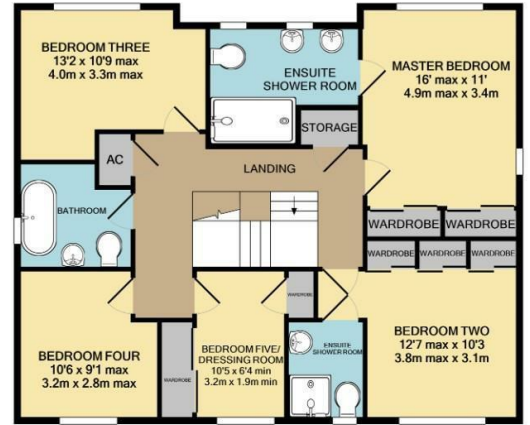 BEDROOM THREE
13'2 x 10'9 max
4.0m x 3.3m max
ENSUITE
SHOWER ROOM
MASTER BEDROOM
16' max x 11'
4.9m max x 3.4m
STORAGE
AC
LANDING
BATHROOM
WARDROBE
WARDROBE
WARDROBE
WARDROBE
WARDROBE
WARDROBE
BEDROOM FOUR
10'6 x 9'1 max
3.2m x 2.8m max
WARDROBE
BEDROOM FIVE/
DRESSING ROOM
10'5 x 6'4 min
3.2m x 1.9m min
ENSUITE
SHOWER ROOM
BEDROOM TWO
12'7 max x 10'3
3.8m max x 3.1m